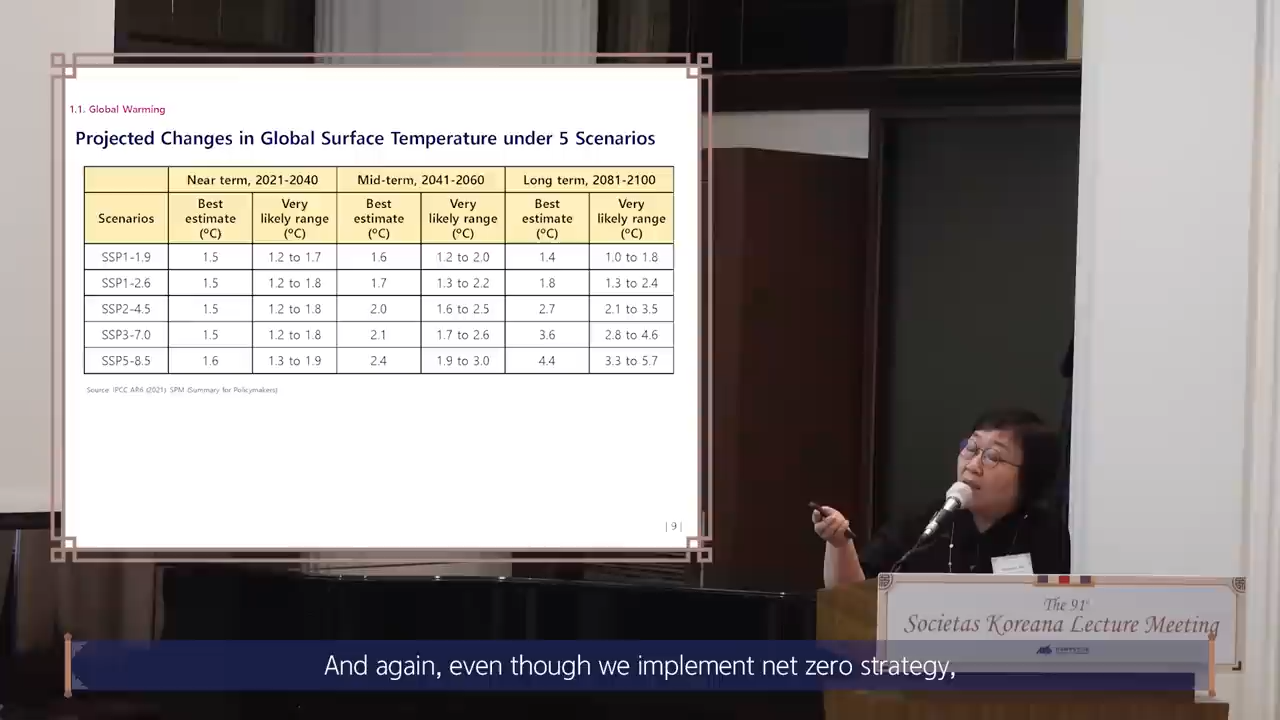 1.1. Global Warming
Projected Changes in Global Surface Temperature under 5 Scenarios
Near term, 2021-2040 Mid-term, 2041-2060 Long term, 2081-2100
Scenarios Best estimate (ºC) Very likely range (ºC) Best estimate (ºC) Very likely range (ºC) Best estimate (ºC) Very likely range (ºC)
SSP1-1.9 1.5 1.2 to 1.7 1.6 1.2 to 2.0 1.4 1.0 to 1.8
SSP1-2.6 1.5 1.2 to 1.8 1.7 1.3 to 2.2 1.8 1.3 to 2.4
SSP2-4.5 1.5 1.2 to 1.8 2.0 1.6 to 2.5 2.7 2.1 to 3.5
SSP3-7.0 1.5 1.2 to 1.8 2.1 1.7 to 2.6 3.6 2.8 to 4.6
SSP5-8.5 1.6 1.3 to 1.9 2.4 1.9 to 3.0 4.4 3.3 to 5.7
Source: IPCC AR6 (2021). SPM (Summary for Policymakers)
| 9 |
The 91st
Societas Koreana Lecture Meeting
And again, even though we implement net zero strategy,